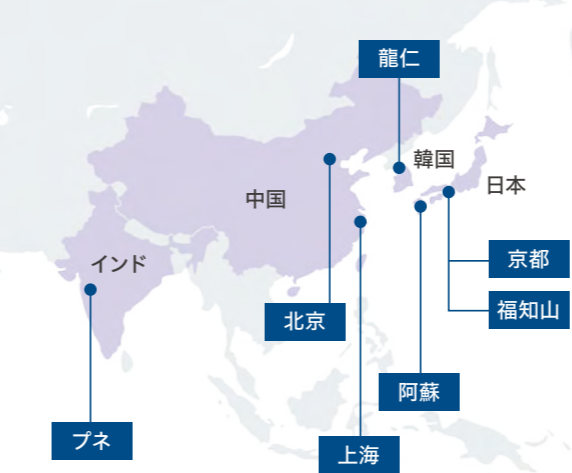 龍仁
韓国
日本
中国
インド
京都
福知山
北京
阿蘇
プネ
上海